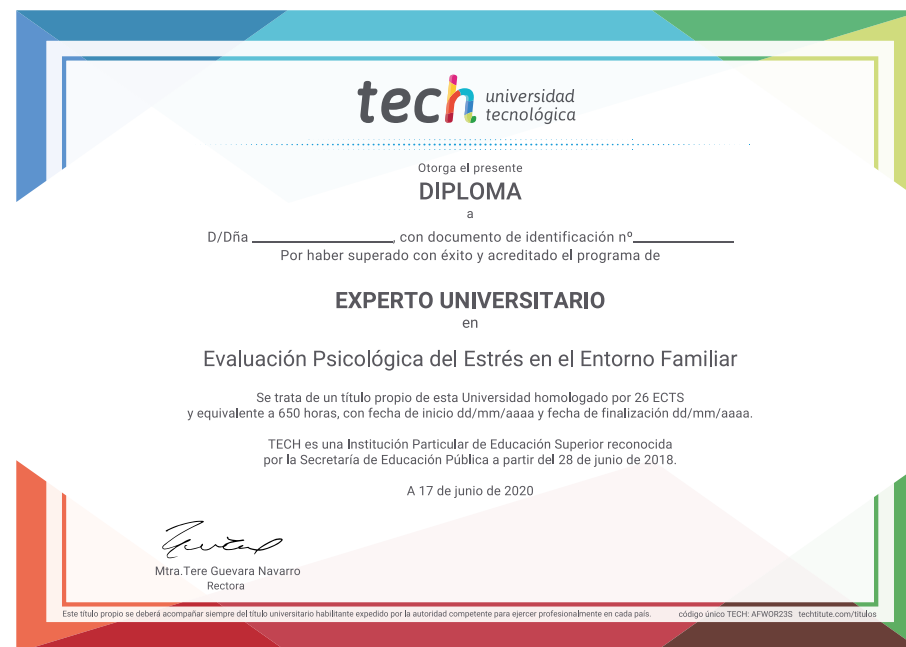 tech universidad
tecnológica
Otorga el presente
DIPLOMA
a
D/Dña ____________________, con documento de identificación nº______________
Por haber superado con éxito y acreditado el programa de
EXPERTO UNIVERSITARIO
en
Evaluación Psicológica del Estrés en el Entorno Familiar
Se trata de un título propio de esta Universidad homologado por 26 ECTS
y equivalente a 650 horas, con fecha de inicio dd/mm/aaaa y fecha de finalización dd/mm/aaaa.
TECH es una Institución Particular de Educación Superior reconocida
por la Secretaría de Educación Pública a partir del 28 de junio de 2018.
A 17 de junio de 2020
Mtra.Tere Guevara Navarro
Rectora
Este título propio se deberá acompañar siempre del título universitario habilitante expedido por la autoridad competente para ejercer profesionalmente en cada país. código único TECH: AFWOR23S techtitute.com/titulos